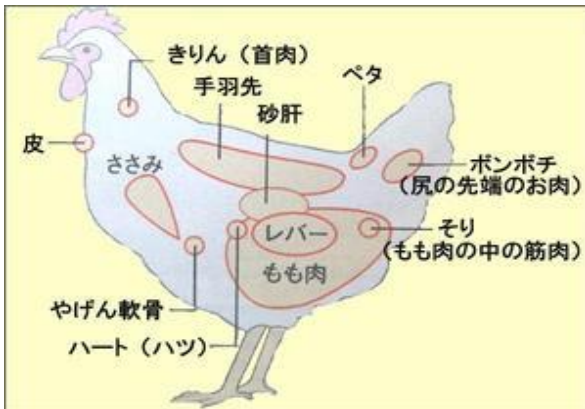 きりん（首肉）
手羽先
ペタ
砂肝
皮
ささみ
ボンボチ
(尻の先端のお肉)
レバー
そり
(もも肉の中の筋肉)
もも肉
やげん軟骨
ハート（ハツ）